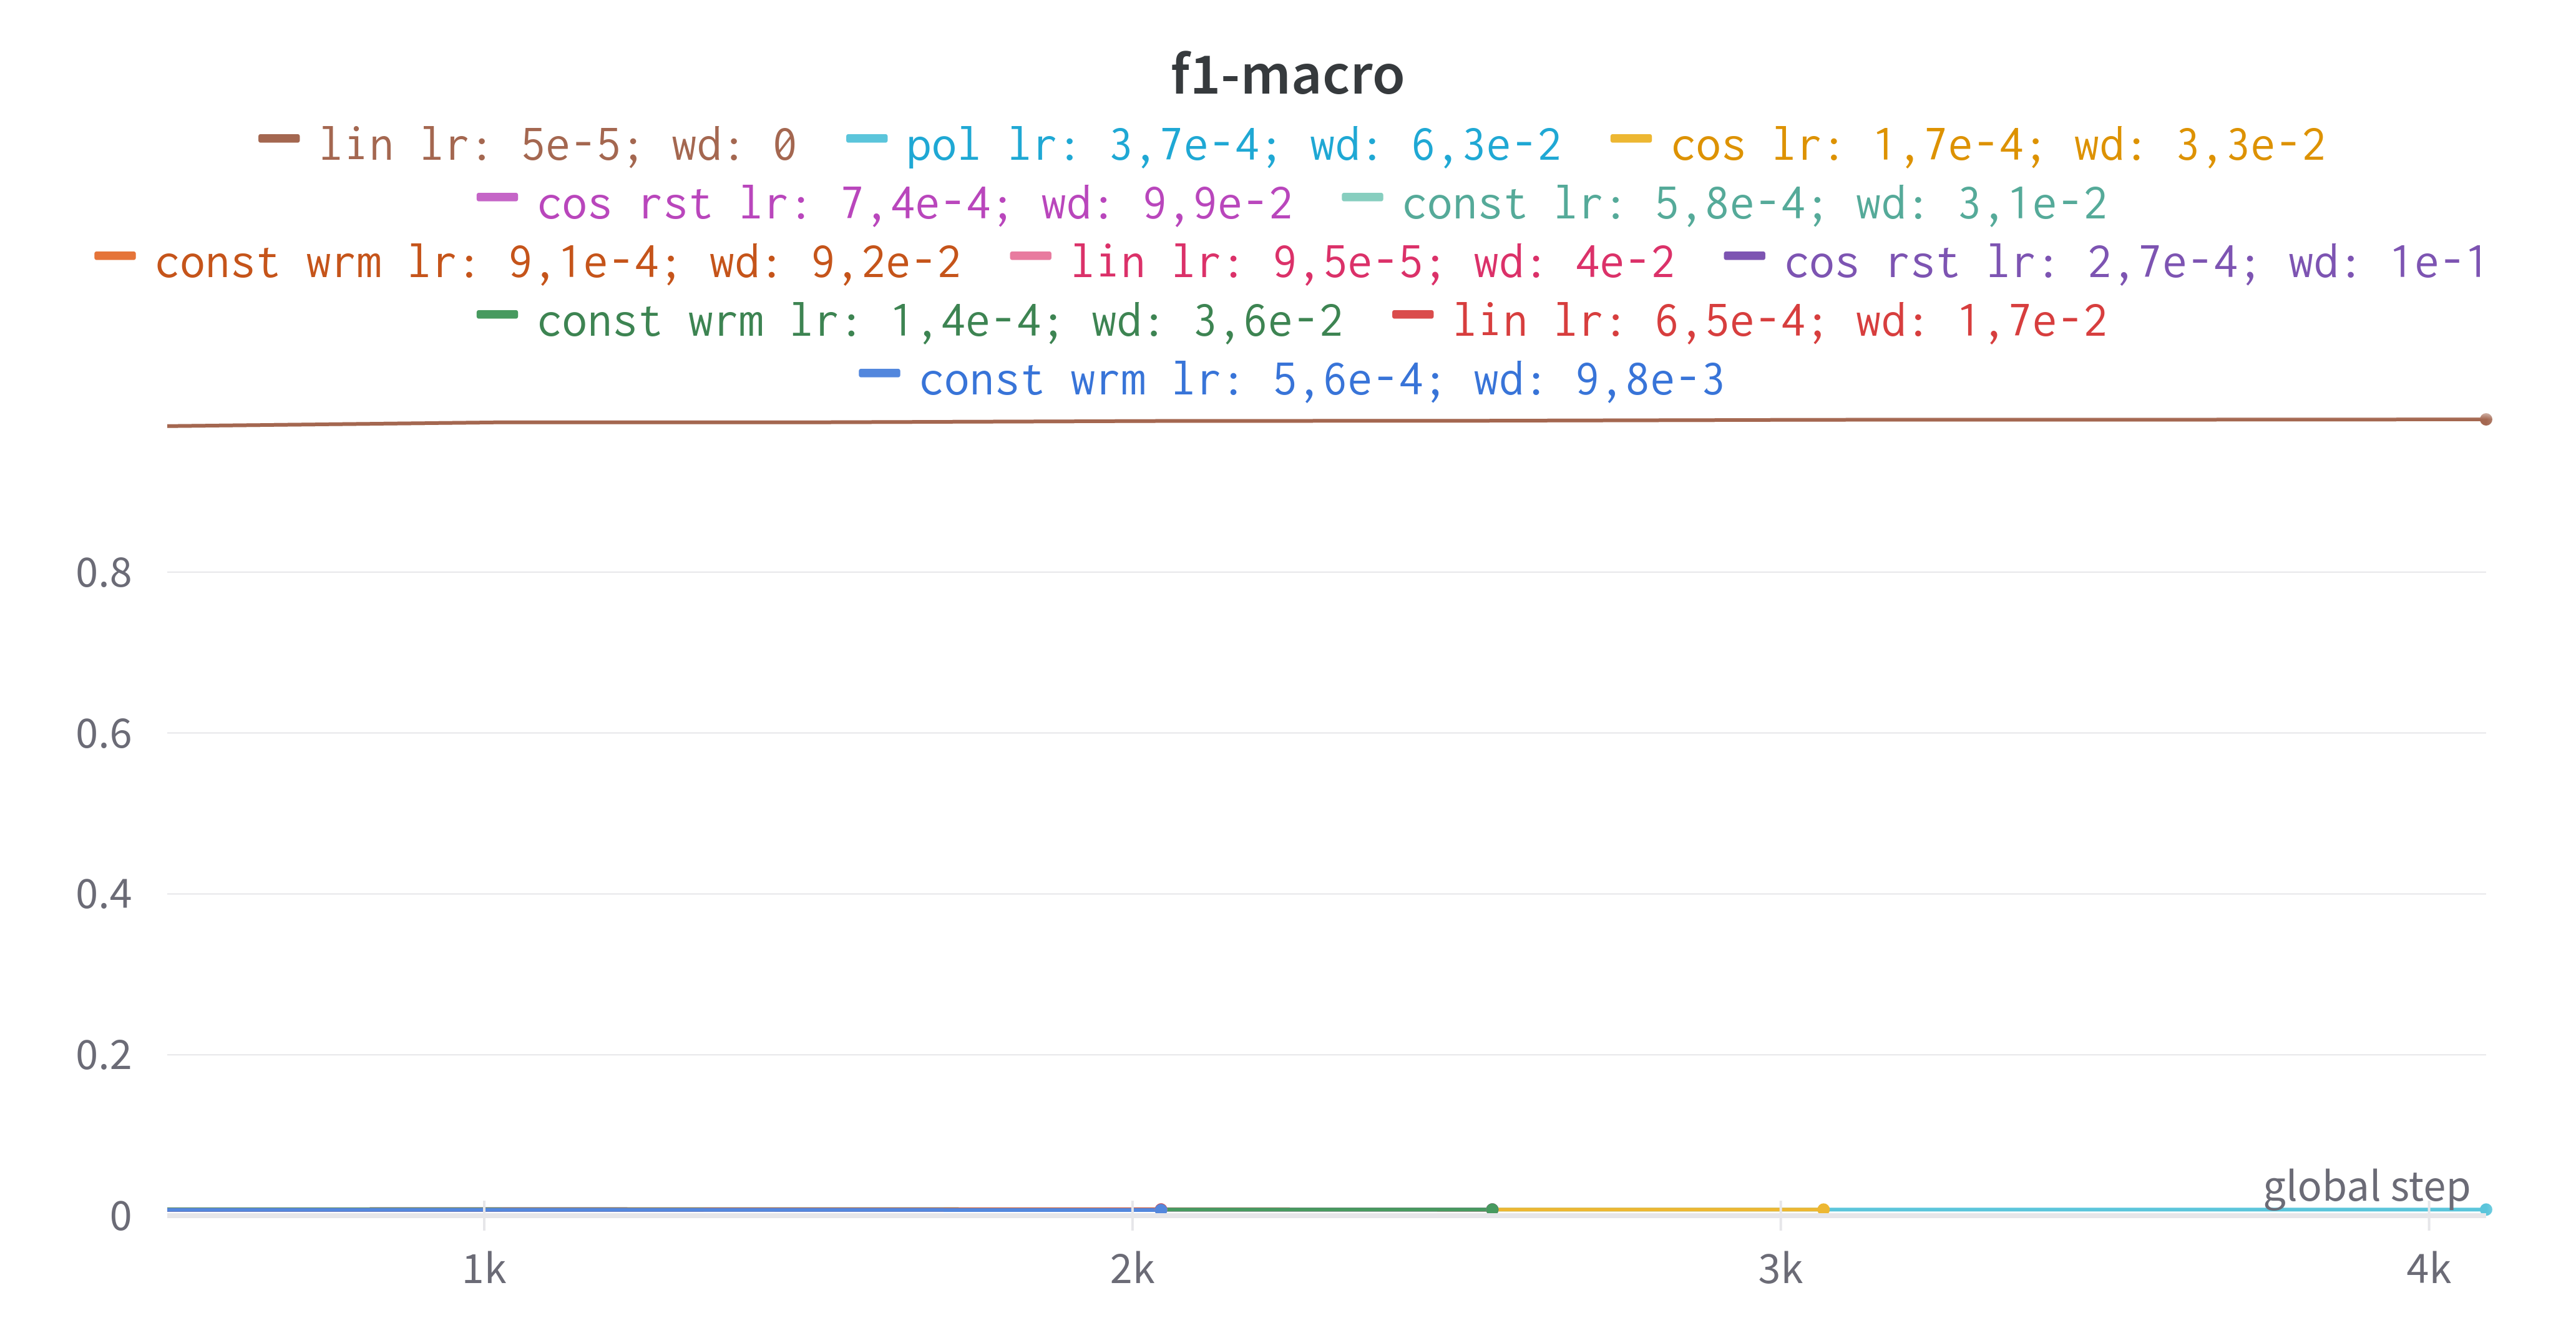 f1-macro
lin lr: 5e-5; wd: 0 pol lr: 3,7e-4; wd: 6,3e-2 cos lr: 1,7e-4; wd: 3,3e-2
cos rst lr: 7,4e-4; wd: 9,9e-2 const lr: 5,8e-4; wd: 3,1e-2
const wrm lr: 9,1e-4; wd: 9,2e-2 lin lr: 9,5e-5; wd: 4e-2 cos rst lr: 2,7e-4; wd: 1e-1
const wrm lr: 1,4e-4; wd: 3,6e-2 lin lr: 6,5e-4; wd: 1,7e-2
const wrm lr: 5,6e-4; wd: 9,8e-3
0.8
0.6
0.4
0.2
global step
0
1k 2k 3k 4k